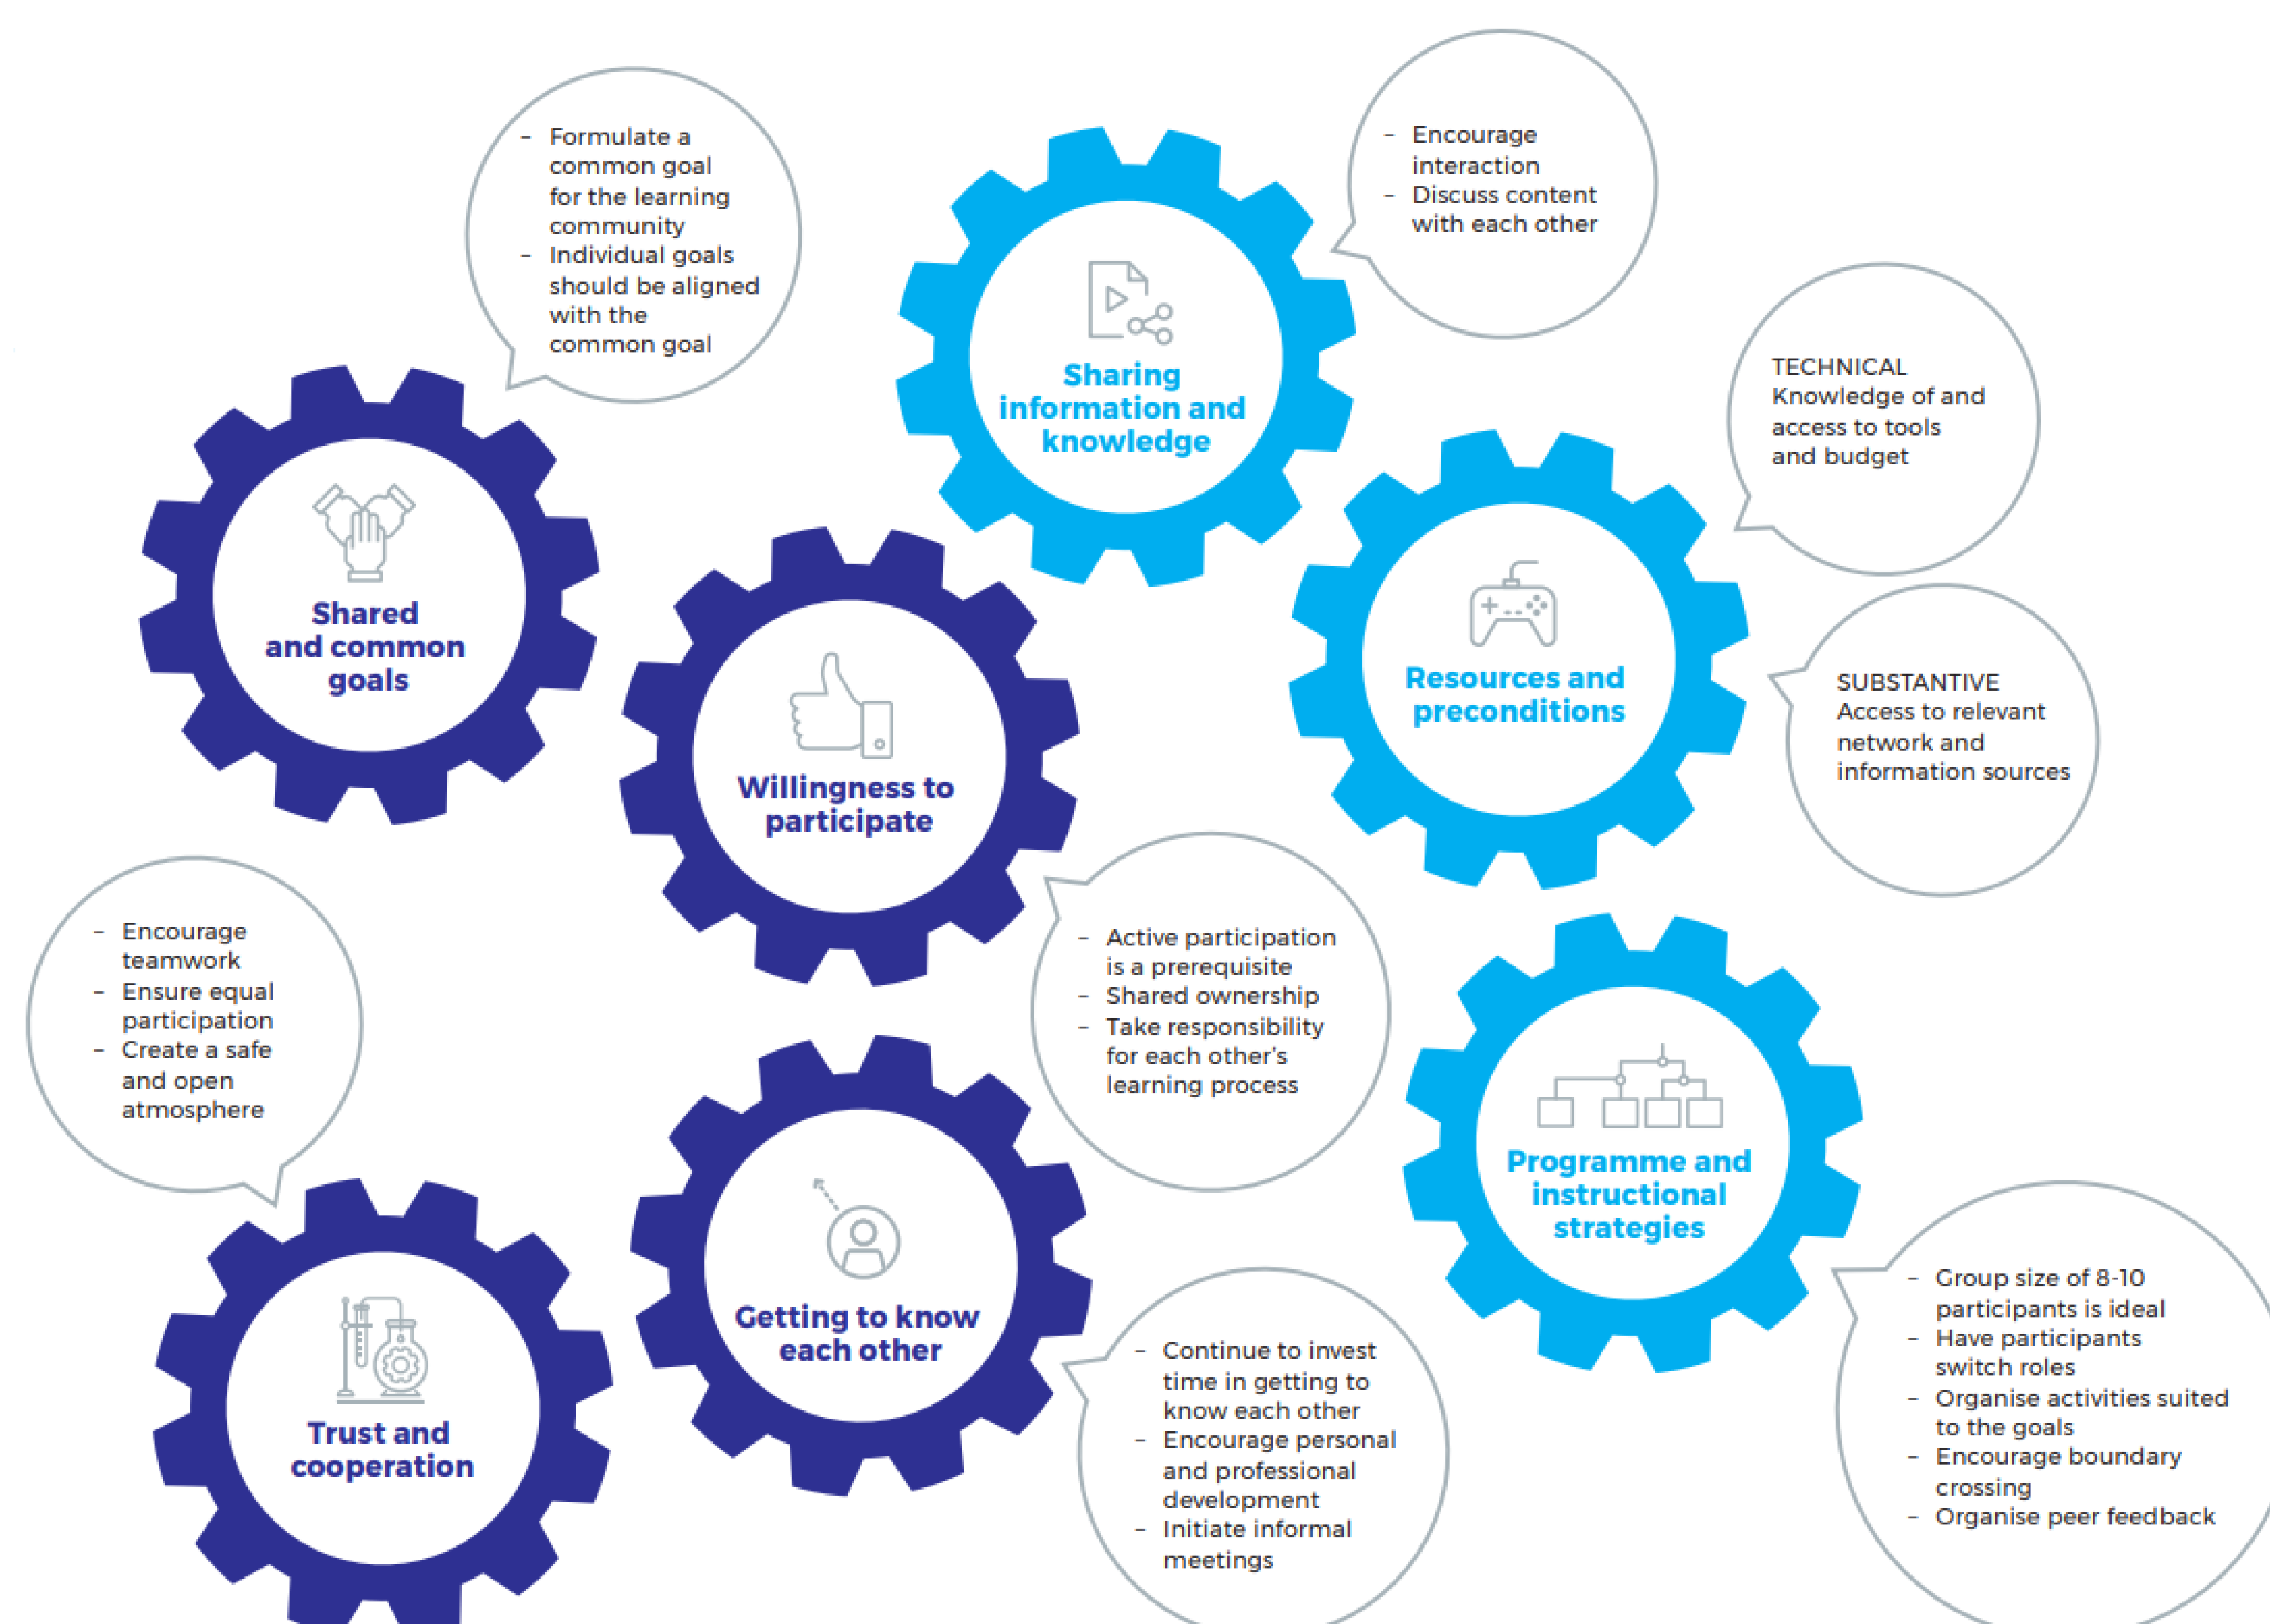 - Formulate a
common goal
for the learning
community
- Individual goals
should be aligned
with the
common goal
Shared
and common
goals
- Encourage
interaction
- Discuss content
with each other
Sharing
information and
knowledge
TECHNICAL
Knowledge of and
access to tools
and budget
Resources and
preconditions
SUBSTANTIVE
Access to relevant
network and
information sources
Willingness to
participate
- Active participation
is a prerequisite
- Shared ownership
- Take responsibility
for each other's
learning process
- Encourage
teamwork
- Ensure equal
participation
- Create a safe
and open
atmosphere
Trust and
cooperation
Getting to know
each other
- Continue to invest
time in getting to
know each other
- Encourage personal
and professional
development
- Initiate informal
meetings
Programme and
instructional
strategies
- Group size of 8-10
participants is ideal
- Have participants
switch roles
- Organise activities suited
to the goals
- Encourage boundary
crossing
- Organise peer feedback